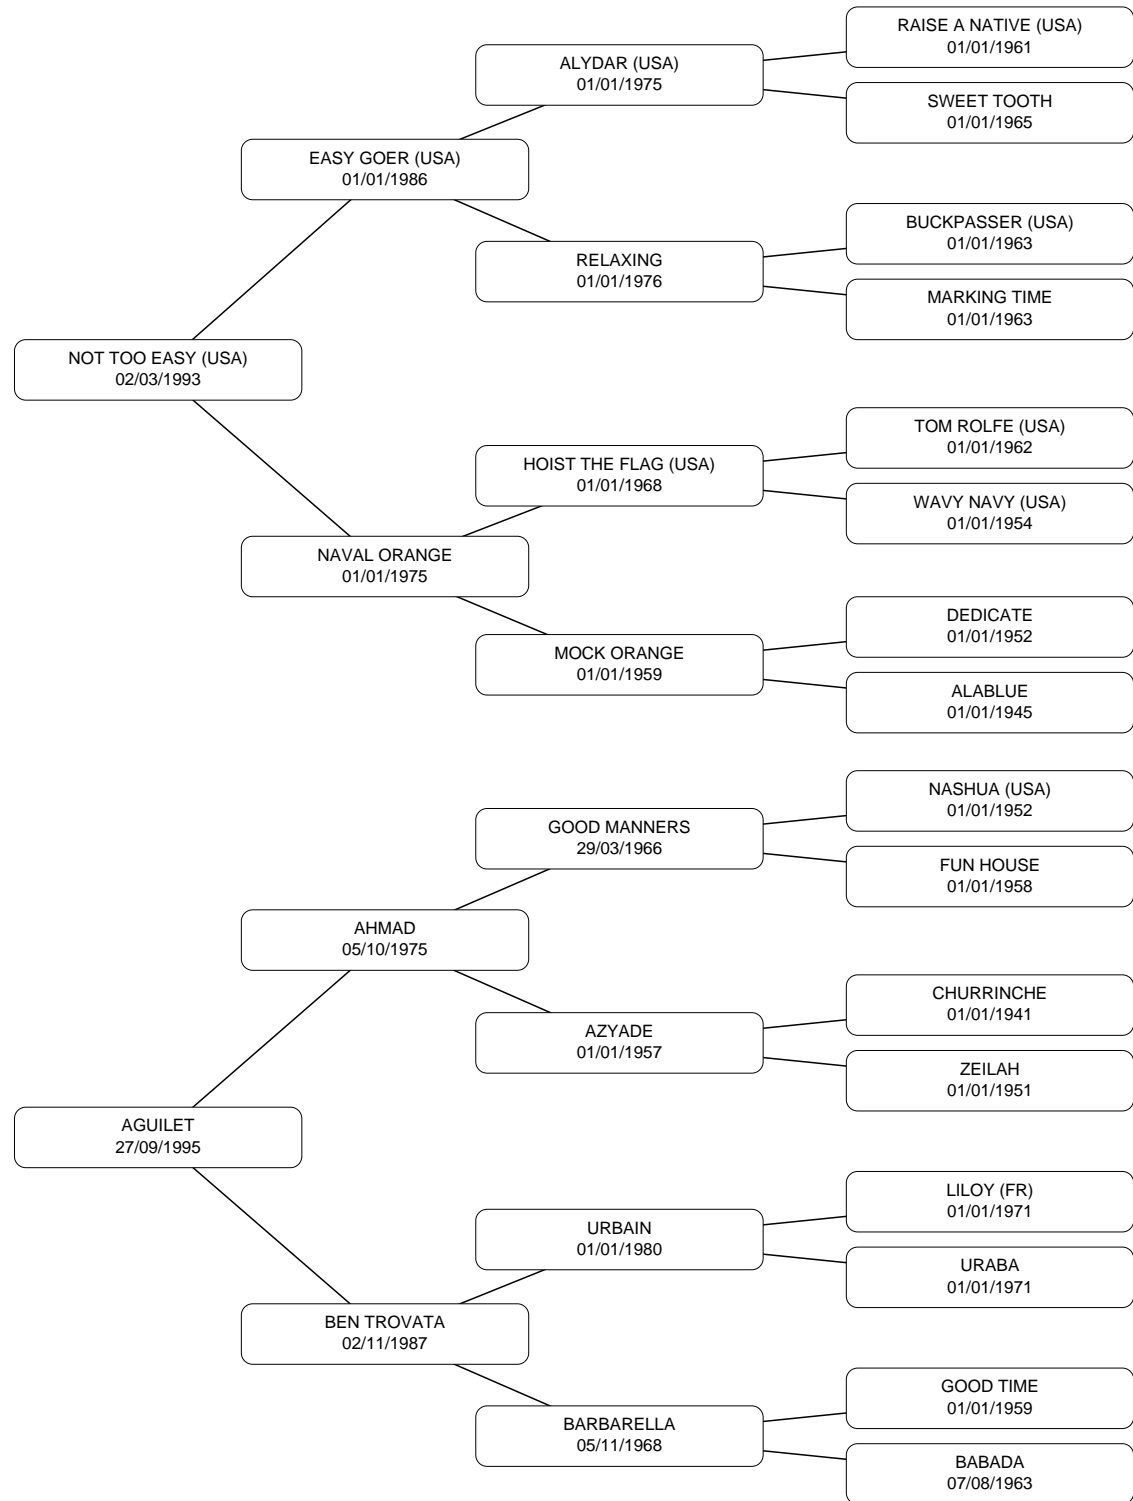 RAISE A NATIVE (USA)
01/01/1961
ALYDAR (USA)
01/01/1975
SWEET TOOTH
01/01/1965
EASY GOER (USA)
01/01/1986
BUCKPASSER (USA)
01/01/1963
RELAXING
01/01/1976
MARKING TIME
01/01/1963
NOT TOO EASY (USA)
02/03/1993
TOM ROLFE (USA)
01/01/1962
HOIST THE FLAG (USA)
01/01/1968
WAVY NAVY (USA)
01/01/1954
NAVAL ORANGE
01/01/1975
DEDICATE
01/01/1952
MOCK ORANGE
01/01/1959
ALABLUE
01/01/1945
NASHUA (USA)
01/01/1952
GOOD MANNERS
29/03/1966
FUN HOUSE
01/01/1958
AHMAD
05/10/1975
CHURRINCHE
01/01/1941
AZYADE
01/01/1957
ZEILAH
01/01/1951
AGUILET
27/09/1995
LILOY (FR)
01/01/1971
URBAIN
01/01/1980
URABA
01/01/1971
BEN TROVATA
02/11/1987
GOOD TIME
01/01/1959
BARBARELLA
05/11/1968
BABADA
07/08/1963